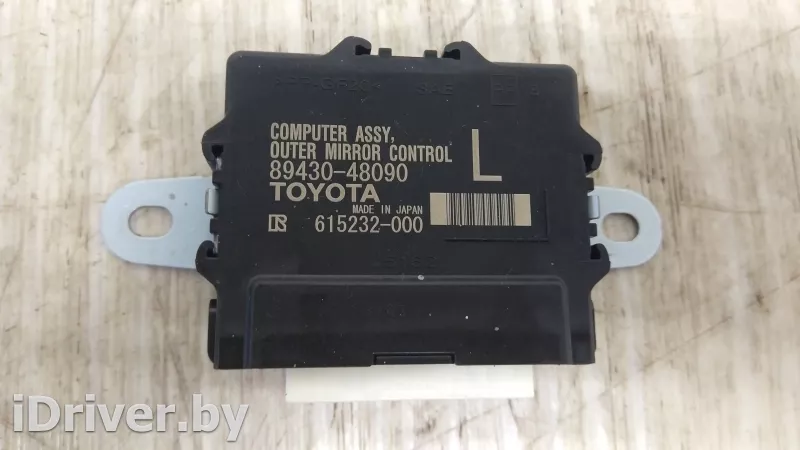 COMPUTER ASSY,
OUTER MIRROR CONTROL
L
89430-48090
TOYOTA
MADE IN JAPAN
615232-000
iDriver.by